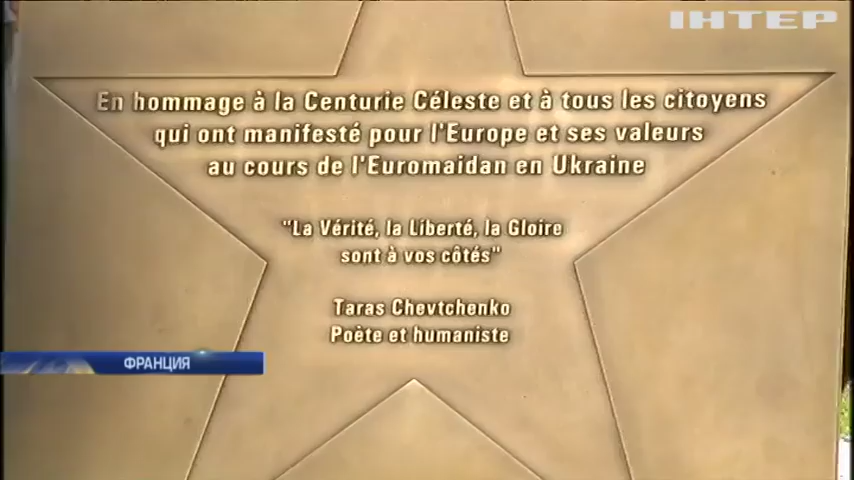 ІНТЕР
En hommage à la Centurie Céleste et à tous les citoyens
qui ont manifesté pour l'Europe et ses valeurs
au cours de l'Euromaidan en Ukraine
"La Vérité, la Liberté, la Gloire
sont à vos côtés"
Taras Chevtchenko
Poète et humaniste
ФРАНЦИЯ